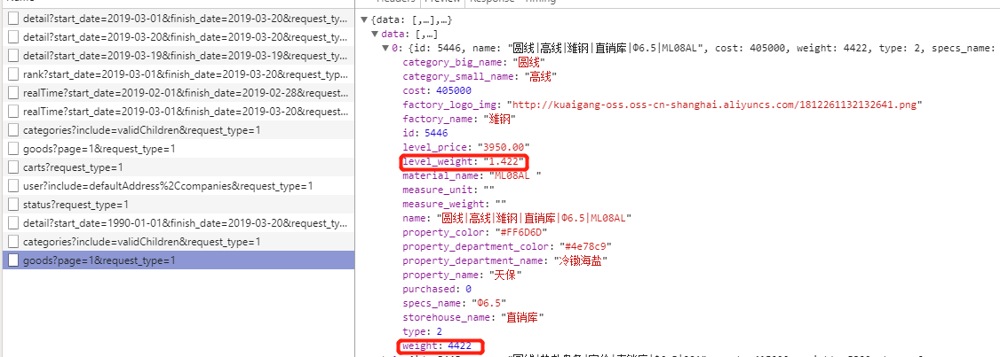 Preview
Timing
detail?start_date=2019-03-01&finish_date=2019-03-20&request_ty...
detail?start_date=2019-03-20&finish_date=2019-03-20&request_ty...
detail?start_date=2019-03-19&finish_date=2019-03-19&request_ty...
rank?start_date=2019-03-01&finish_date=2019-03-20&request_typ...
realTime?start_date=2019-02-01&finish_date=2019-02-28&request...
realTime?start_date=2019-03-01&finish_date=2019-03-20&request...
categories?include=validChildren&request_type=1
goods?page=1&request_type=1
carts?request_type=1
user?include=defaultAddress%2Ccompanies&request_type=1
status?request_type=1
detail?start_date=1990-01-01&finish_date=2019-03-20&request_ty...
categories?include=validChildren&request_type=1
goods?page=1&request_type=1
{data: [,…],…}
data: [,…]
0: {id: 5446, name: "圆线|高线|潍钢|直销库|Φ6.5|ML08AL", cost: 405000, weight: 4422, type: 2, specs_name:
category_big_name: "圆线"
category_small_name: "高线"
cost: 405000
factory_logo_img: "http://kuaigang-oss.oss-cn-shanghai.aliyuncs.com/1812261132132641.png"
factory_name: "潍钢"
id: 5446
level_price: "3950.00"
level_weight: "1.422"
material_name: "ML08AL "
measure_unit: ""
measure_weight: ""
name: "圆线|高线|潍钢|直销库|Φ6.5|ML08AL"
property_color: "#FF6D6D"
property_department_color: "#4e78c9"
property_department_name: "冷锄海盐"
property_name: "天保"
purchased: 0
specs_name: "Φ6.5"
storehouse_name: "直销库"
type: 2
weight: 4422